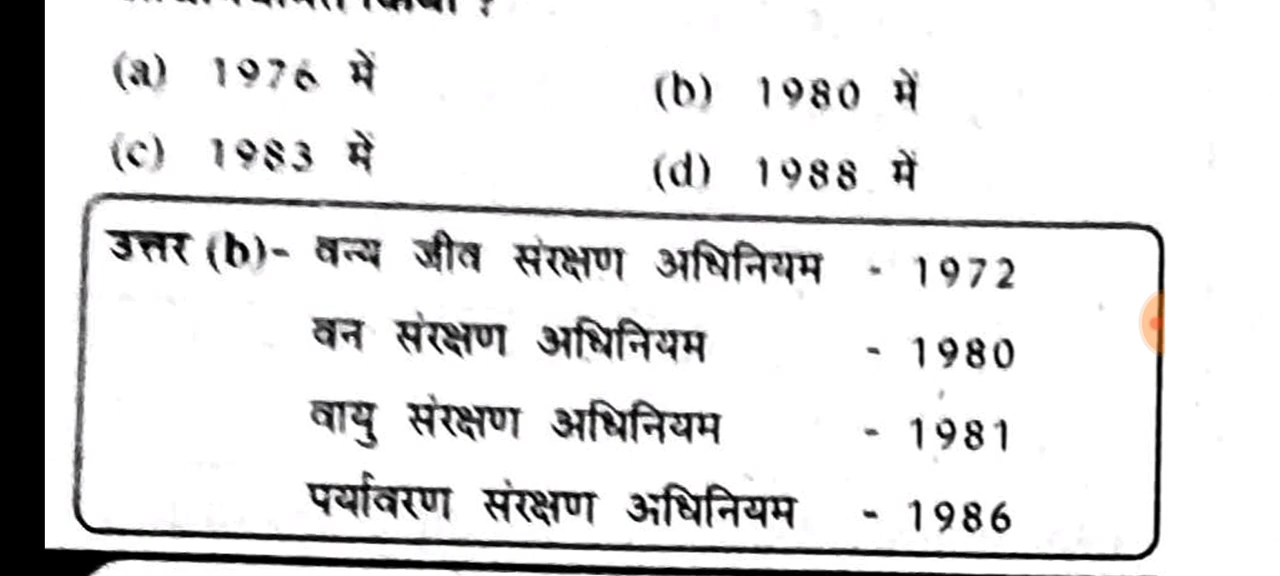 (a) 1976 में
(b) 1980 में
(c) 1983 में
(d) 1988 में
उत्तर (b)- वन्य जीव संरक्षण अधिनियम - 1972
वन संरक्षण अधिनियम - 1980
वायु संरक्षण अधिनियम - 1981
पर्यावरण संरक्षण अधिनियम - 1986